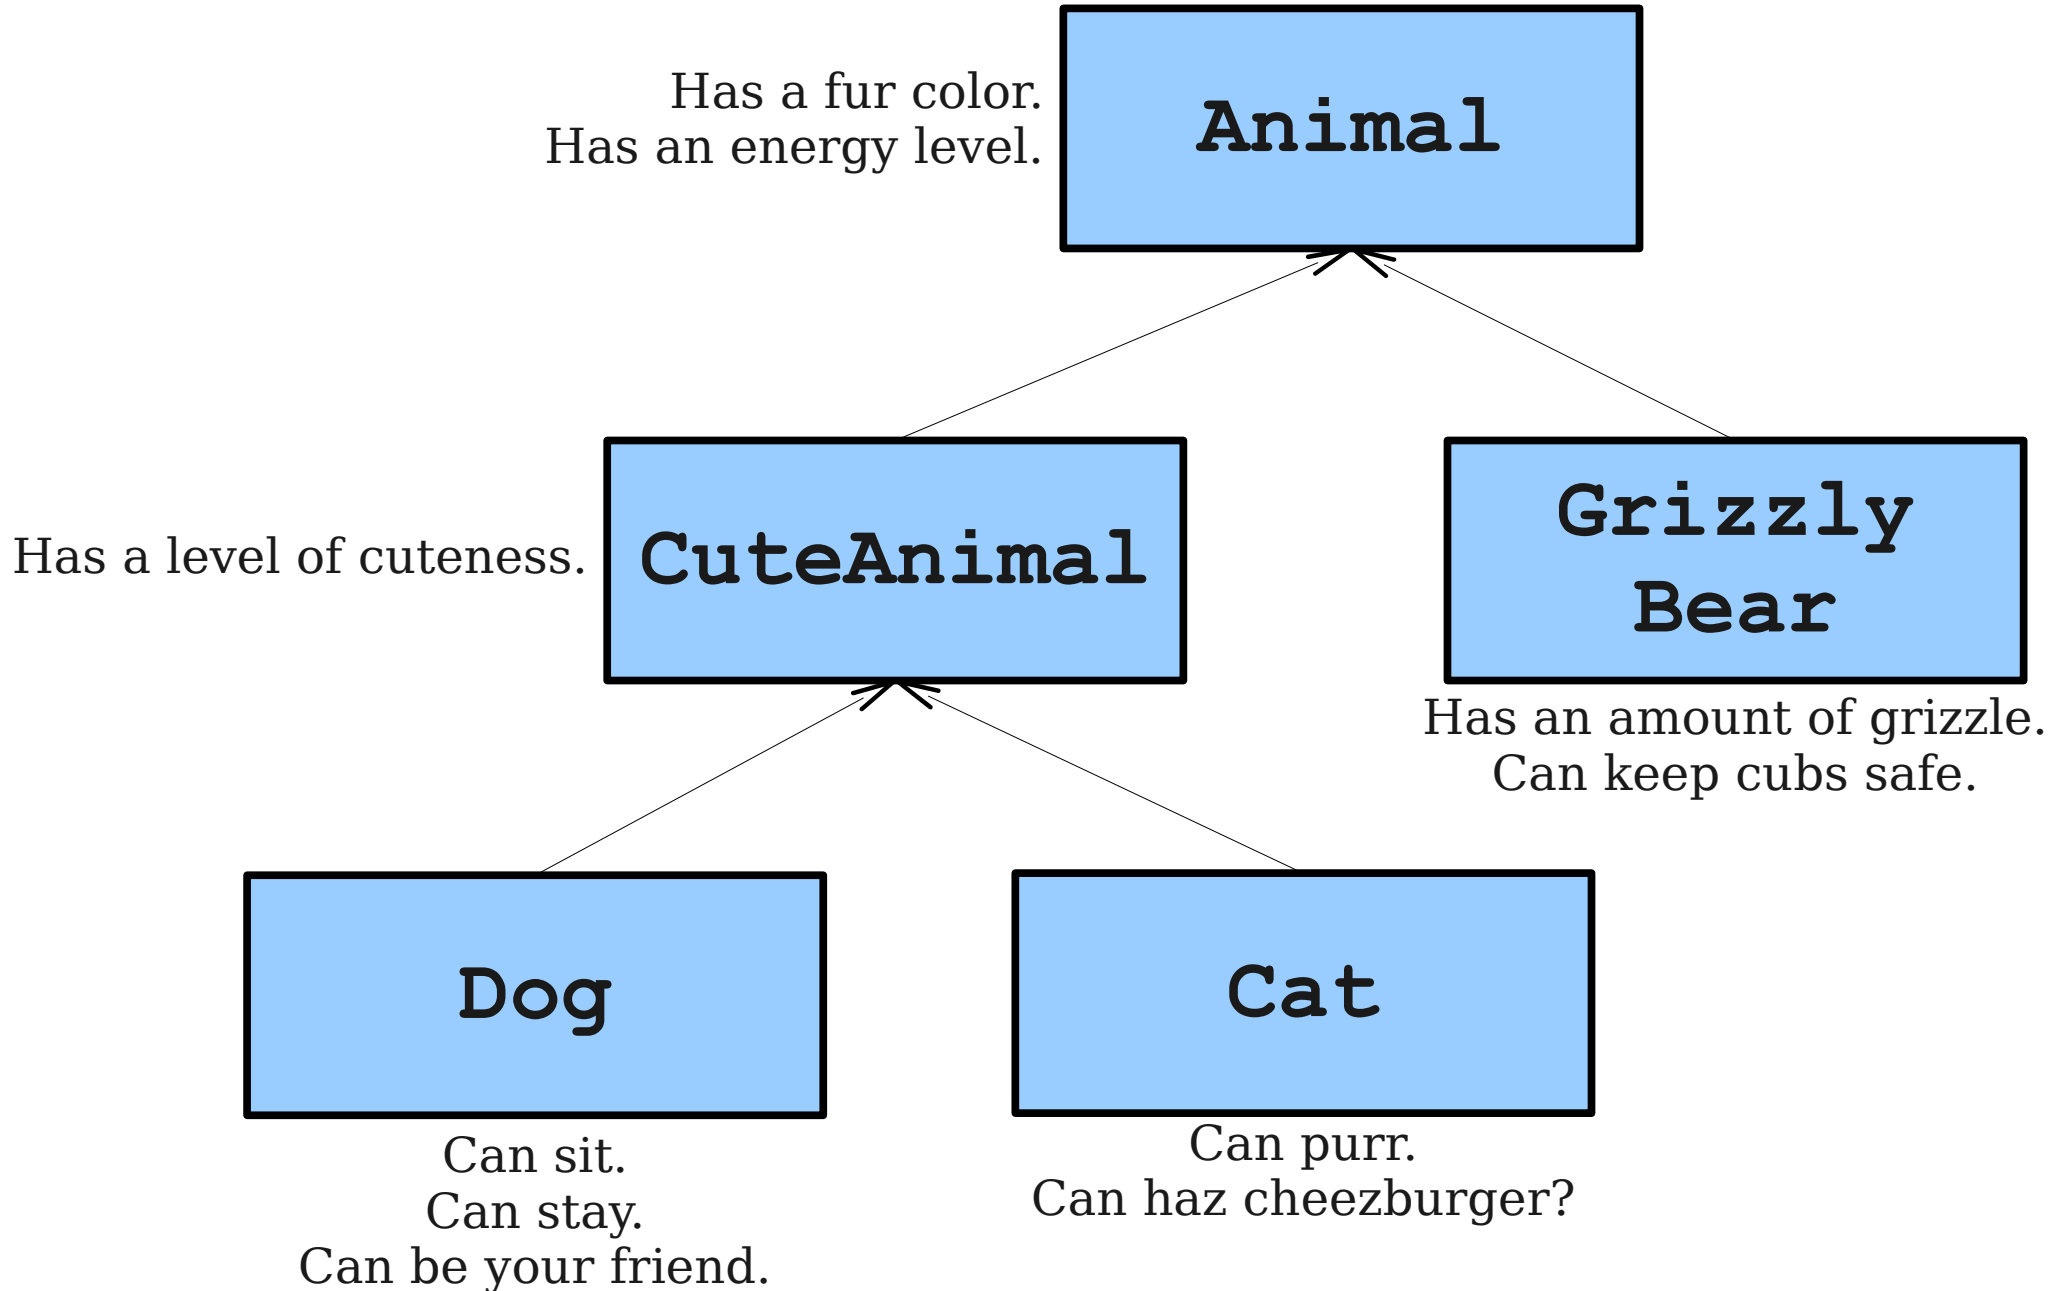 Has a fur color.
Has an energy level.
Animal
Has a level of cuteness.
CuteAnimal
Grizzly
Bear
Has an amount of grizzle.
Can keep cubs safe.
Dog
Cat
Can sit.
Can stay.
Can be your friend.
Can purr.
Can haz cheezburger?